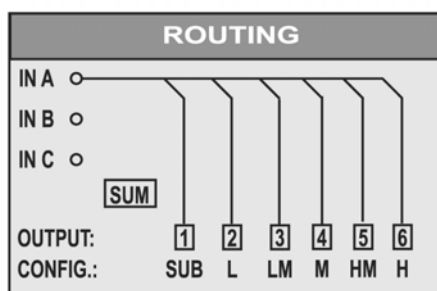 ROUTING
IN A
IN B
IN C
SUM
OUTPUT: 1 2 3 4 5 6
CONFIG.: SUB L LM M HM H